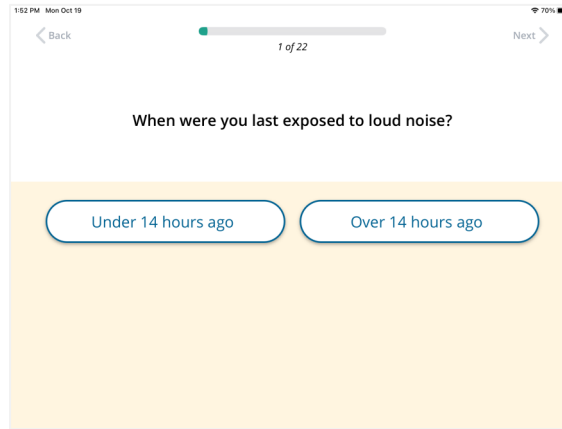 1:52 PM Mon Oct 19 70%
Back
1 of 22
Next
When were you last exposed to loud noise?
Under 14 hours ago
Over 14 hours ago